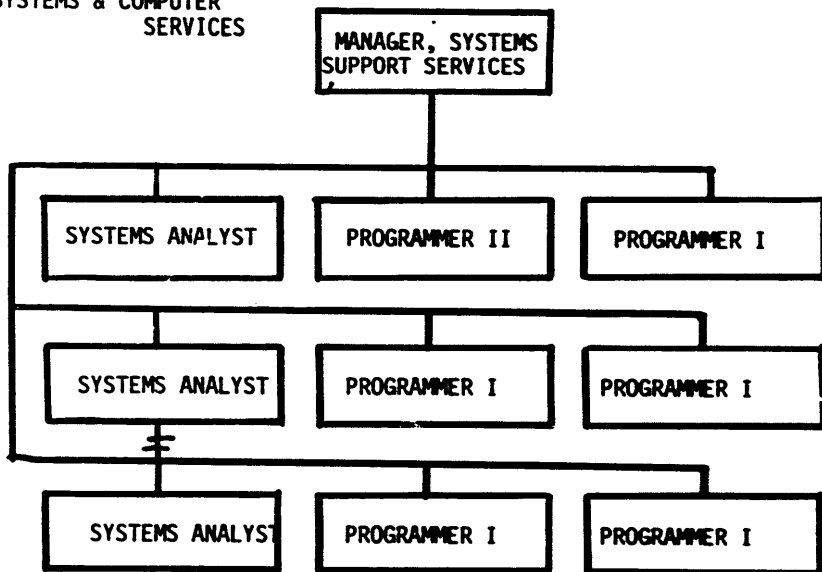 SYSTEMS & COMPUTER
SERVICES
MANAGER, SYSTEMS
SUPPORT SERVICES
SYSTEMS ANALYST
PROGRAMMER II
PROGRAMMER I
SYSTEMS ANALYST
PROGRAMMER I
PROGRAMMER I
SYSTEMS ANALYST
PROGRAMMER I
PROGRAMMER I